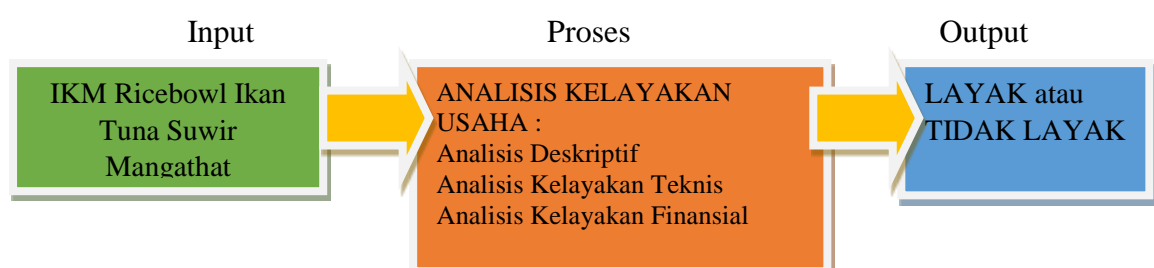 Input
Proses
Output
IKM Ricebowl Ikan
Tuna Suwir
Mangathat
ANALISIS KELAYAKAN
USAHA :
Analisis Deskriptif
Analisis Kelayakan Teknis
Analisis Kelayakan Finansial
LAYAK atau
TIDAK LAYAK